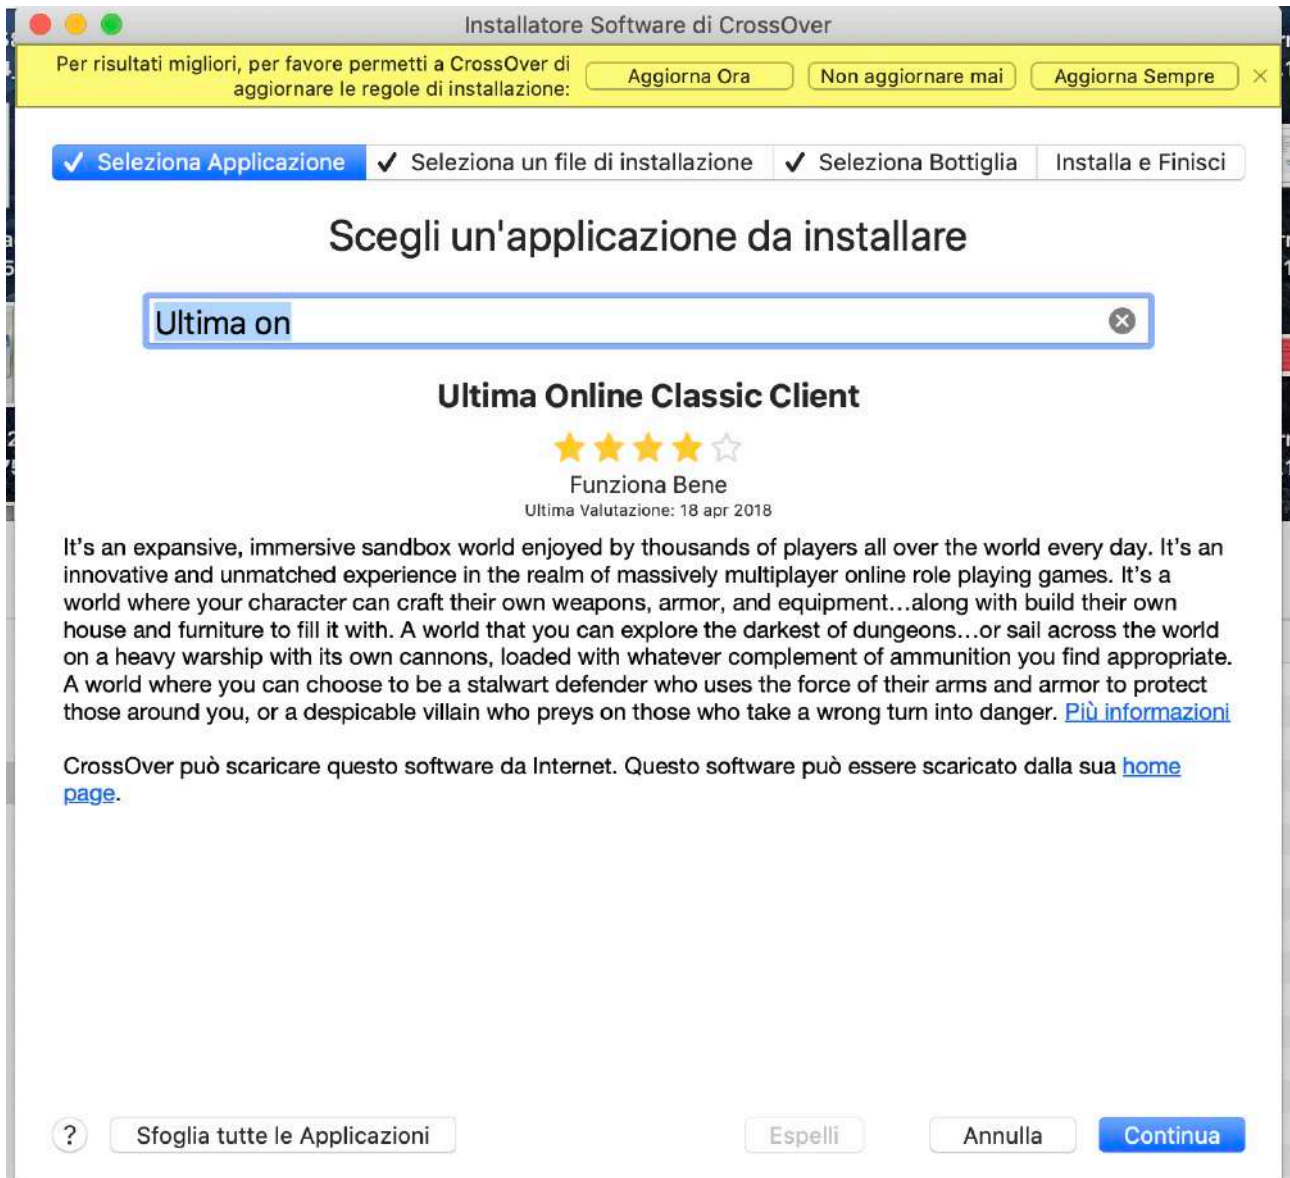 Installatore Software di CrossOver
Per risultati migliori, per favore permetti a CrossOver di
aggiornare le regole di installazione:
Aggiorna Ora
Non aggiornare mai
Aggiorna Sempre
Seleziona Applicazione
Seleziona un file di installazione
Seleziona Bottiglia
Installa e Finisci
Scegli un'applicazione da installare
Ultima on
Ultima Online Classic Client
Funziona Bene
Ultima Valutazione: 18 apr 2018
It's an expansive, immersive sandbox world enjoyed by thousands of players all over the world every day. It's an
innovative and unmatched experience in the realm of massively multiplayer online role playing games. It's a
world where your character can craft their own weapons, armor, and equipment…along with build their own
house and furniture to fill it with. A world that you can explore the darkest of dungeons…or sail across the world
on a heavy warship with its own cannons, loaded with whatever complement of ammunition you find appropriate.
A world where you can choose to be a stalwart defender who uses the force of their arms and armor to protect
those around you, or a despicable villain who preys on those who take a wrong turn into danger. Più informazioni
CrossOver può scaricare questo software da Internet. Questo software può essere scaricato dalla sua home
page.
?
Sfoglia tutte le Applicazioni
Espelli
Annulla
Continua